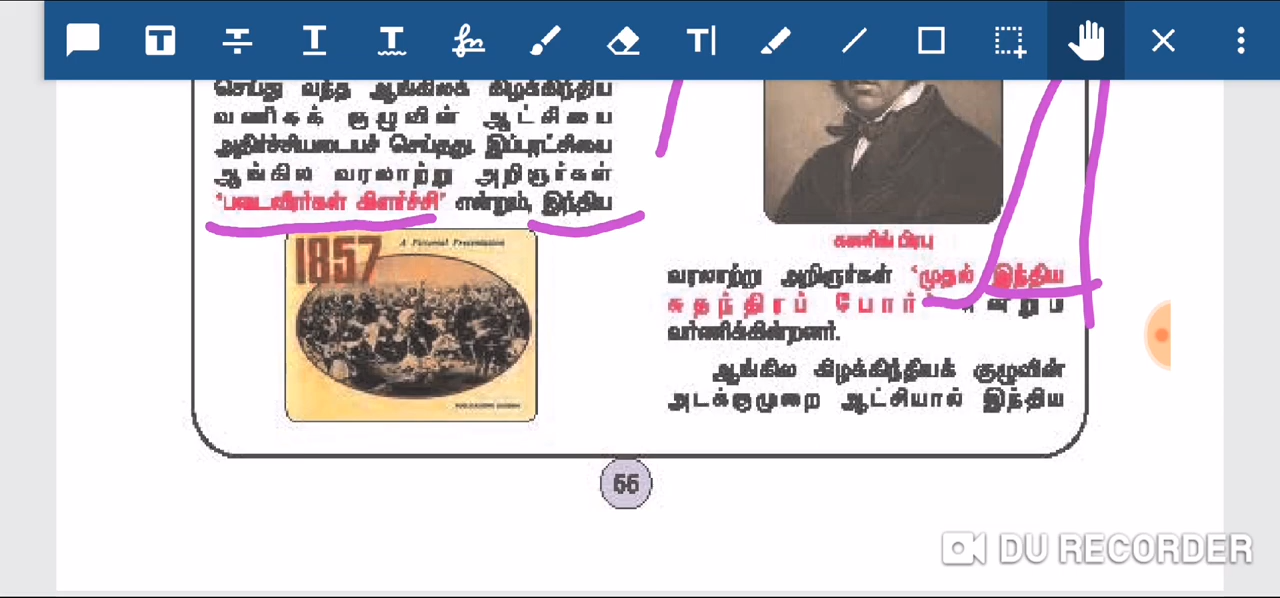 செய்து வந்த ஆங்கிலக் கிழக்கிந்திய
வணிகக் குழுவின் ஆட்சியை
அதிர்ச்சியடையச் செய்தது. இப்புரட்சியை
ஆங்கில வரலாற்று அறிஞர்கள்
‘படைவீரர்கள் கிளர்ச்சி’ என்றும், இந்திய
1857
A Pictorial Presentation
PUBLICATIONS DIVISION
கானிங் பிரபு
வரலாற்று அறிஞர்கள் ‘முதல் இந்திய
சுதந்திரப் போர்’ என்றும்
வர்ணிக்கின்றனர்.
ஆங்கில கிழக்கிந்தியக் குழுவின்
அடக்குமுறை ஆட்சியால் இந்திய
66
DU RECORDER